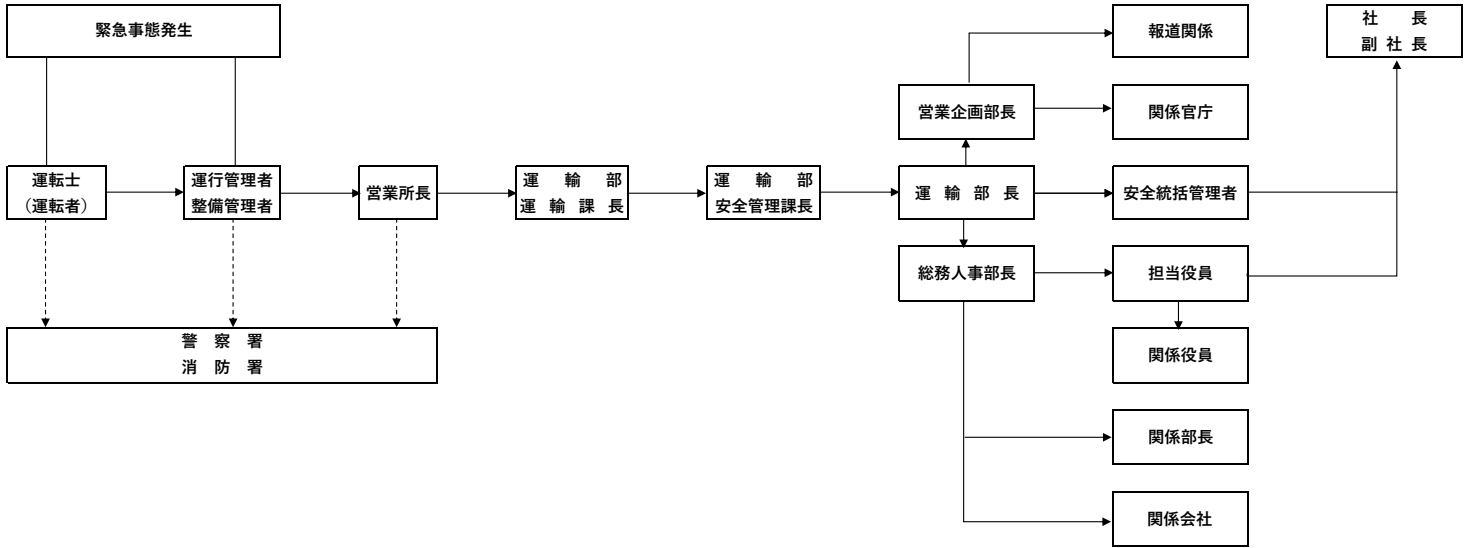 緊急事態発生
運転士
（運転者）
運行管理者
整備管理者
営業所長
運輸部
運輸課長
運輸部
安全管理課長
運輸部長
営業企画部長
総務人事部長
報道関係
関係官庁
安全統括管理者
担当役員
関係役員
関係部長
関係会社
社長
副社長
警察署
消防署